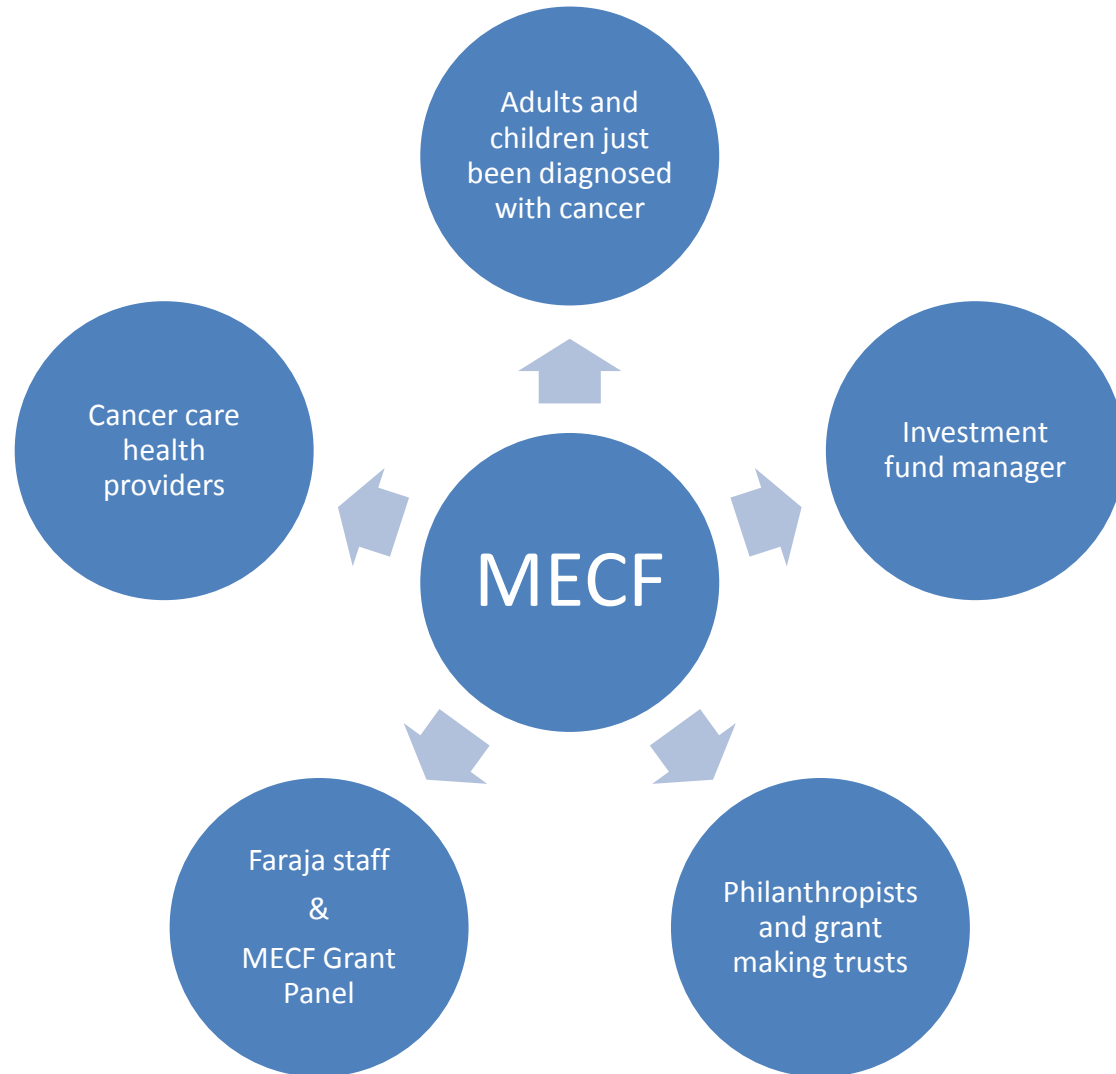 Adults and
children just
been diagnosed
with cancer
Cancer care
health
providers
Investment
fund manager
MECF
Faraja staff
&
MECF Grant
Panel
Philanthropists
and grant
making trusts